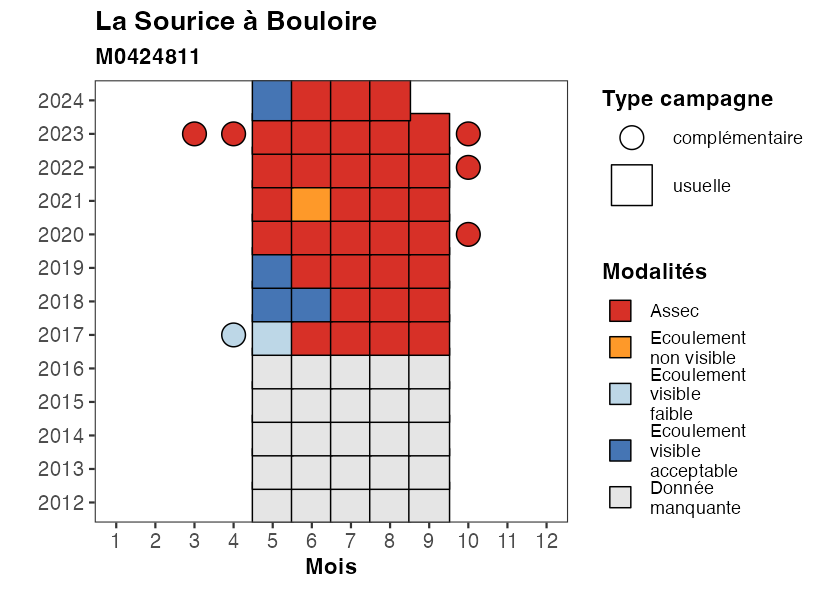 La Sourice à Bouloire
M0424811
2024
2023
2022
2021
2020
2019
2018
2017
2016
2015
2014
2013
2012
1 2 3 4 5 6 7 8 9 10 11 12
Mois
Type campagne
complémentaire
usuelle
Modalités
Assec
Ecoulement
non visible
Ecoulement
visible
faible
Ecoulement
visible
acceptable
Donnée
manquante